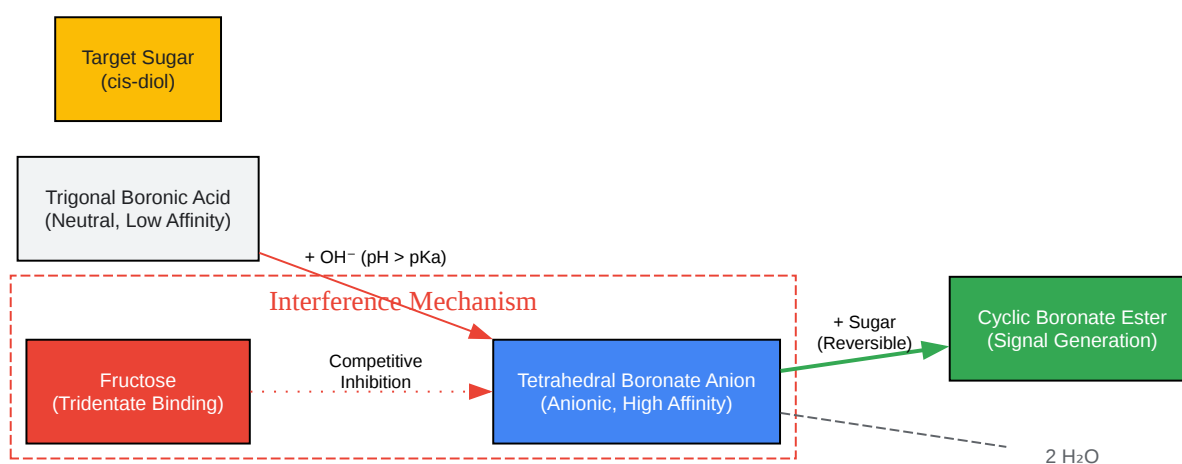 Target Sugar
(cis-diol)
Trigonal Boronic Acid
(Neutral, Low Affinity)
+ OH⁻ (pH > pKa)
Interference Mechanism
Fructose
(Tridentate Binding)
Competitive
Inhibition
Tetrahedral Boronate Anion
(Anionic, High Affinity)
+ Sugar
(Reversible)
Cyclic Boronate Ester
(Signal Generation)
2 H₂O